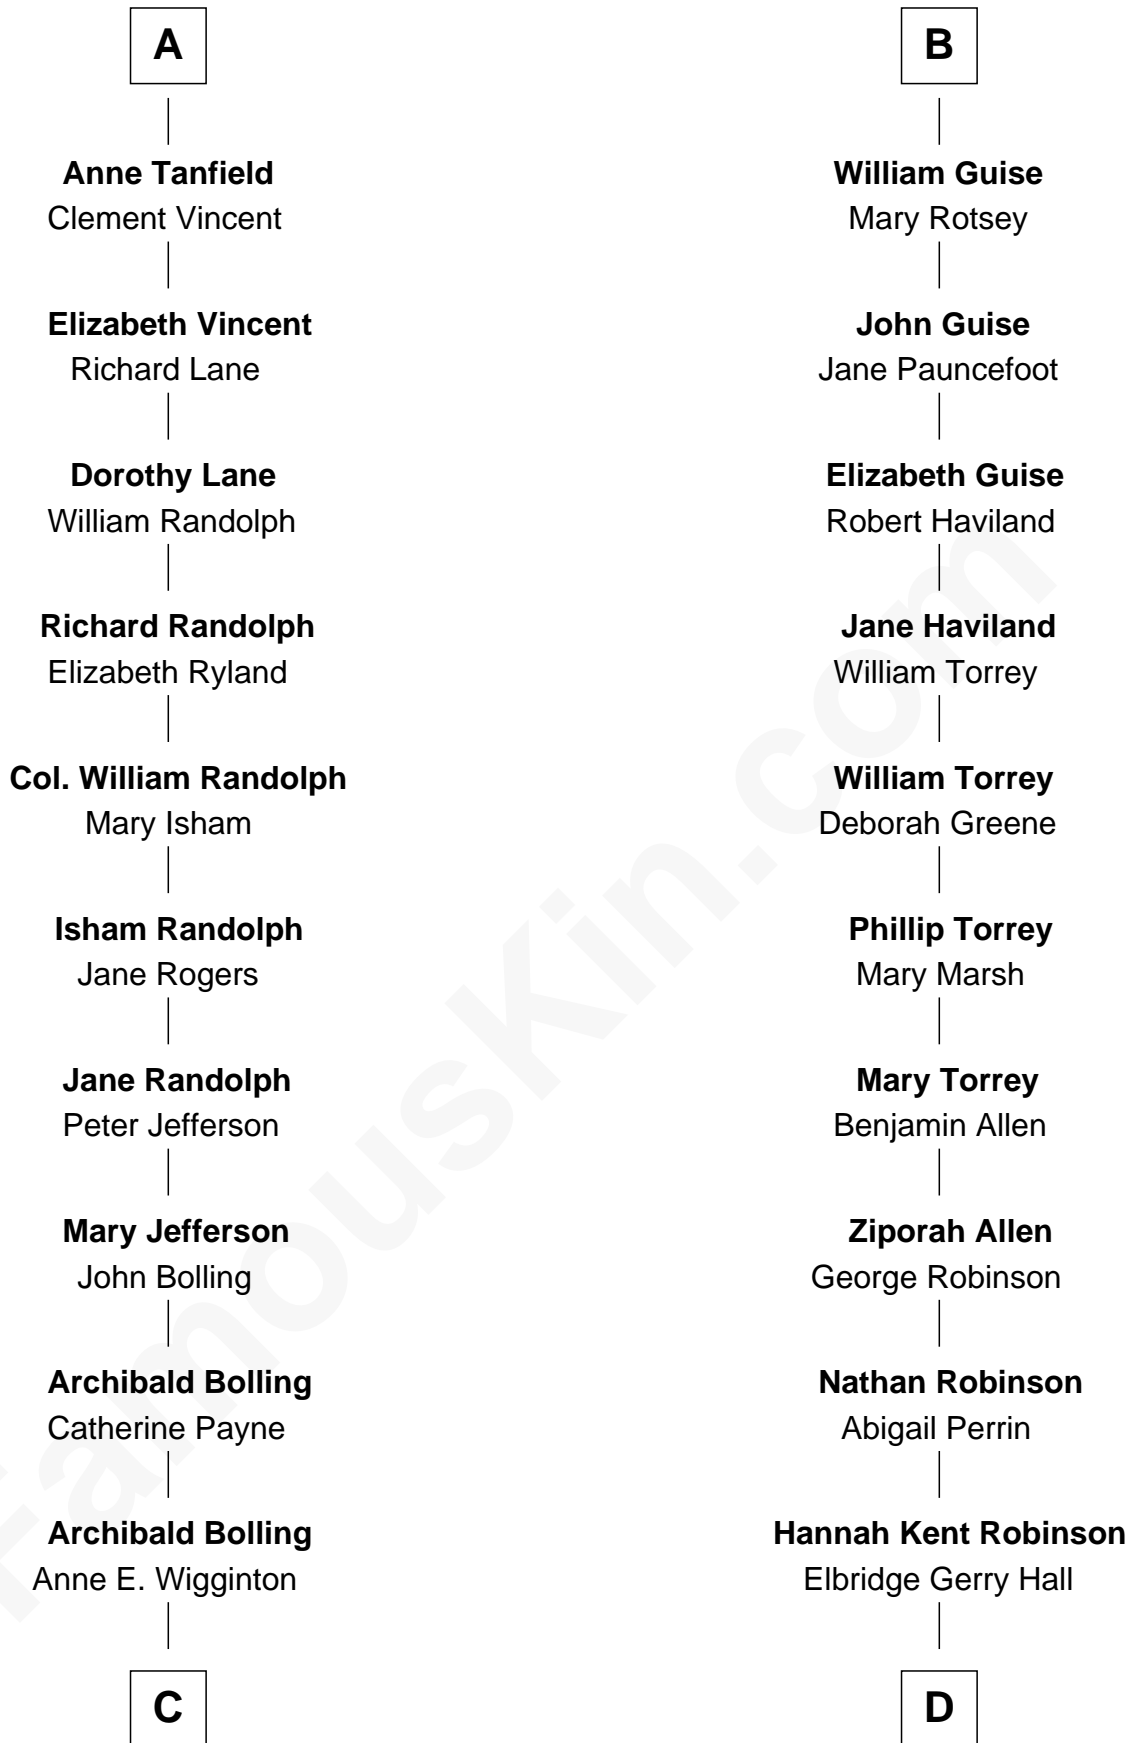 A
Anne Tanfield
Clement Vincent
Elizabeth Vincent
Richard Lane
Dorothy Lane
William Randolph
Richard Randolph
Elizabeth Ryland
Col. William Randolph
Mary Isham
Isham Randolph
Jane Rogers
Jane Randolph
Peter Jefferson
Mary Jefferson
John Bolling
Archibald Bolling
Catherine Payne
Archibald Bolling
Anne E. Wigginton
C
B
William Guise
Mary Rotsey
John Guise
Jane Pauncefoot
Elizabeth Guise
Robert Haviland
Jane Haviland
William Torrey
William Torrey
Deborah Greene
Phillip Torrey
Mary Marsh
Mary Torrey
Benjamin Allen
Ziporah Allen
George Robinson
Nathan Robinson
Abigail Perrin
Hannah Kent Robinson
Elbridge Gerry Hall
D
FamousKin.com